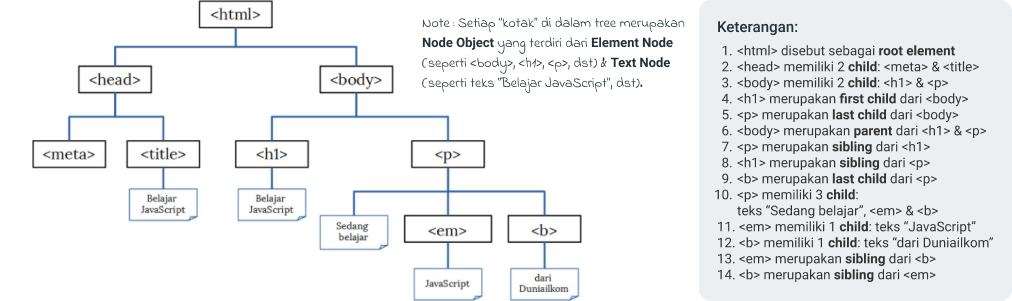 <html>
<head>
<body>
<meta>
<title>
<h1>
<p>
Belajar
JavaScript
Belajar
JavaScript
Sedang
belajar
<em>
<b>
JavaScript
dari
Duniailkom
Note : Setiap "kotak" di dalam tree merupakan
Node Object yang terdiri dari Element Node
(seperti <body>, <h1>, <p>, dst) & Text Node
(seperti teks "Belajar JavaScript", dst).
Keterangan:
1. <html> disebut sebagai root element
2. <head> memiliki 2 child: <meta> & <title>
3. <body> memiliki 2 child: <h1> & <p>
4. <h1> merupakan first child dari <body>
5. <p> merupakan last child dari <body>
6. <body> merupakan parent dari <h1> & <p>
7. <p> merupakan sibling dari <h1>
8. <h1> merupakan sibling dari <p>
9. <b> merupakan last child dari <p>
10. <p> memiliki 3 child:
teks “Sedang belajar”, <em> & <b>
11. <em> memiliki 1 child: teks “JavaScript”
12. <b> memiliki 1 child: teks “dari Duniailkom”
13. <em> merupakan sibling dari <b>
14. <b> merupakan sibling dari <em>